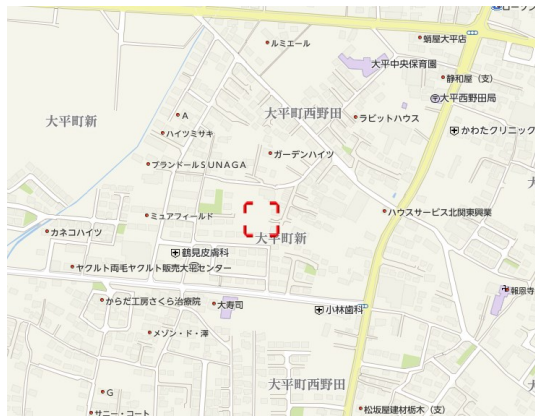 ローソン
蛸屋大平店
ルミエール
大平中央保育園
静和屋（支）
大平西野田局
A
大平町西野田
大平町新
ラビットハウス
かわたクリニック
ハイツミサキ
ガーデンハイツ
ブランドールSUNAGA
ミュアフィールド
ハウスサービス北関東興業
カネコハイツ
大平町新
鶴見皮膚科
ヤクルト両毛ヤクルト販売大平センター
報恩寺
からだ工房さくら治療院
大寿司
小林歯科
メゾン・ド・澤
大平町西野田
G
サニー・コート
松坂屋建材栃木（支）